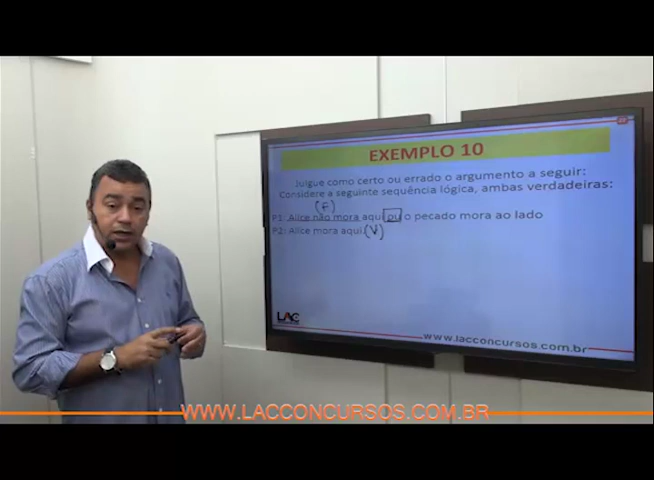 EXEMPLO 10
Julgue como certo ou errado o argumento a seguir:
Considere a seguinte sequência lógica, ambas verdadeiras:
(F)
P1: Alice não mora aqui ou o pecado mora ao lado
P2: Alice mora aqui.(V)
LAC
www.lacconcursos.com.br
WWW.LACCONCURSOS.COM.BR